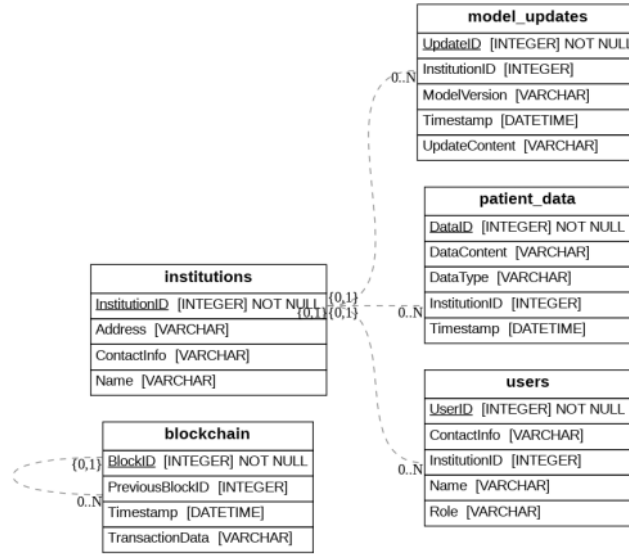 model_updates
UpdateID [INTEGER] NOT NULL
InstitutionID [INTEGER]
ModelVersion [VARCHAR]
Timestamp [DATETIME]
UpdateContent [VARCHAR]
0..N
patient_data
DataID [INTEGER] NOT NULL
DataContent [VARCHAR]
DataType [VARCHAR]
InstitutionID [INTEGER]
Timestamp [DATETIME]
0..N
institutions
InstitutionID [INTEGER] NOT NULL
Address [VARCHAR]
ContactInfo [VARCHAR]
Name [VARCHAR]
{0,1}
{0,1}{0,1}
users
UserID [INTEGER] NOT NULL
ContactInfo [VARCHAR]
InstitutionID [INTEGER]
Name [VARCHAR]
Role [VARCHAR]
0..N
blockchain
BlockID [INTEGER] NOT NULL
PreviousBlockID [INTEGER]
Timestamp [DATETIME]
TransactionData [VARCHAR]
{0,1}
0..N